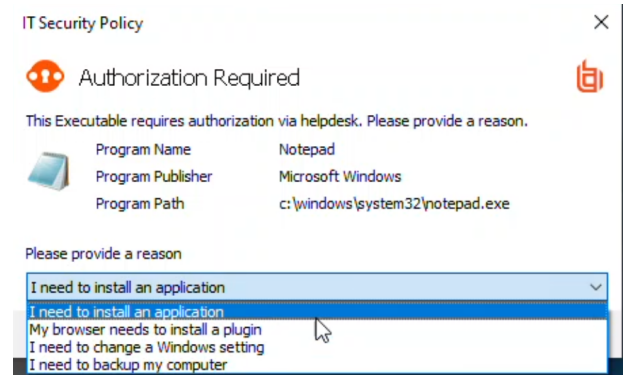 IT Security Policy
Authorization Required
This Executable requires authorization via helpdesk. Please provide a reason.
Program Name Notepad
Program Publisher Microsoft Windows
Program Path c:\windows\system32\notepad.exe
Please provide a reason
I need to install an application
I need to install an application
My browser needs to install a plugin
I need to change a Windows setting
I need to backup my computer